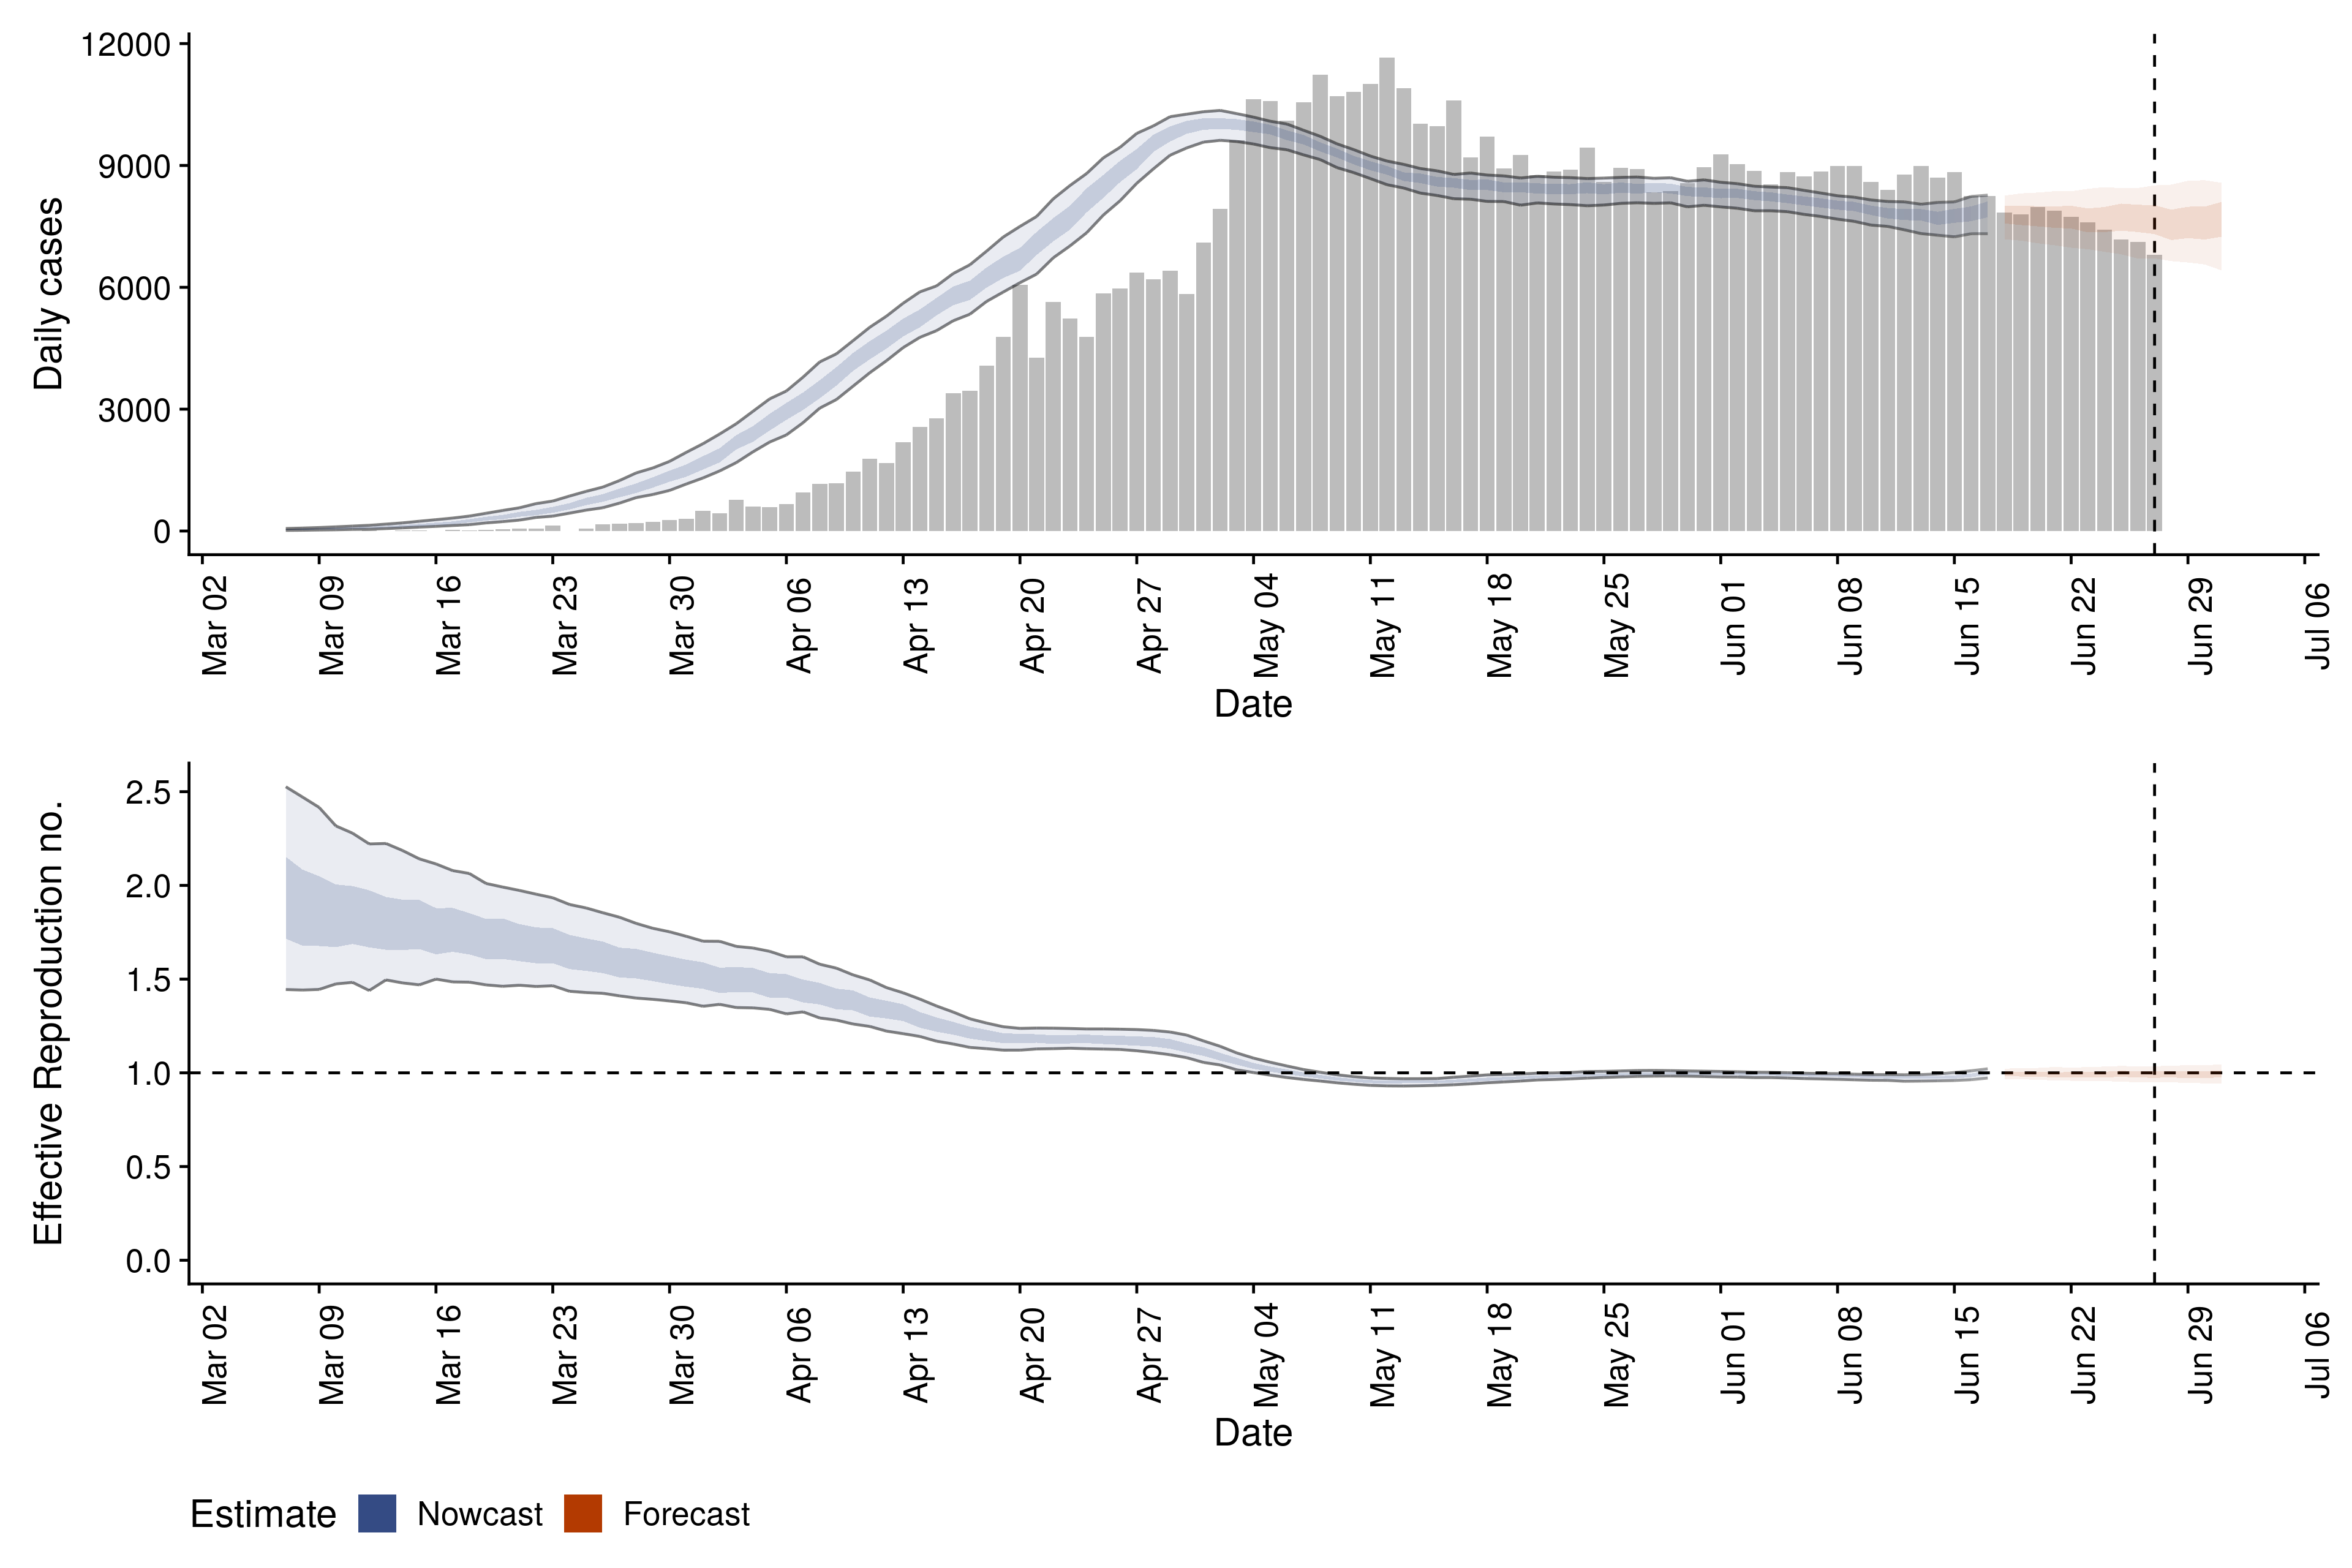 12000
9000
6000
3000
0
Daily cases
Mar 02 Mar 09 Mar 16 Mar 23 Mar 30 Apr 06 Apr 13 Apr 20 Apr 27 May 04 May 11 May 18 May 25 Jun 01 Jun 08 Jun 15 Jun 22 Jun 29 Jul 06
Date
2.5
2.0
1.5
1.0
0.5
0.0
Effective Reproduction no.
Mar 02 Mar 09 Mar 16 Mar 23 Mar 30 Apr 06 Apr 13 Apr 20 Apr 27 May 04 May 11 May 18 May 25 Jun 01 Jun 08 Jun 15 Jun 22 Jun 29 Jul 06
Date
Estimate Nowcast Forecast